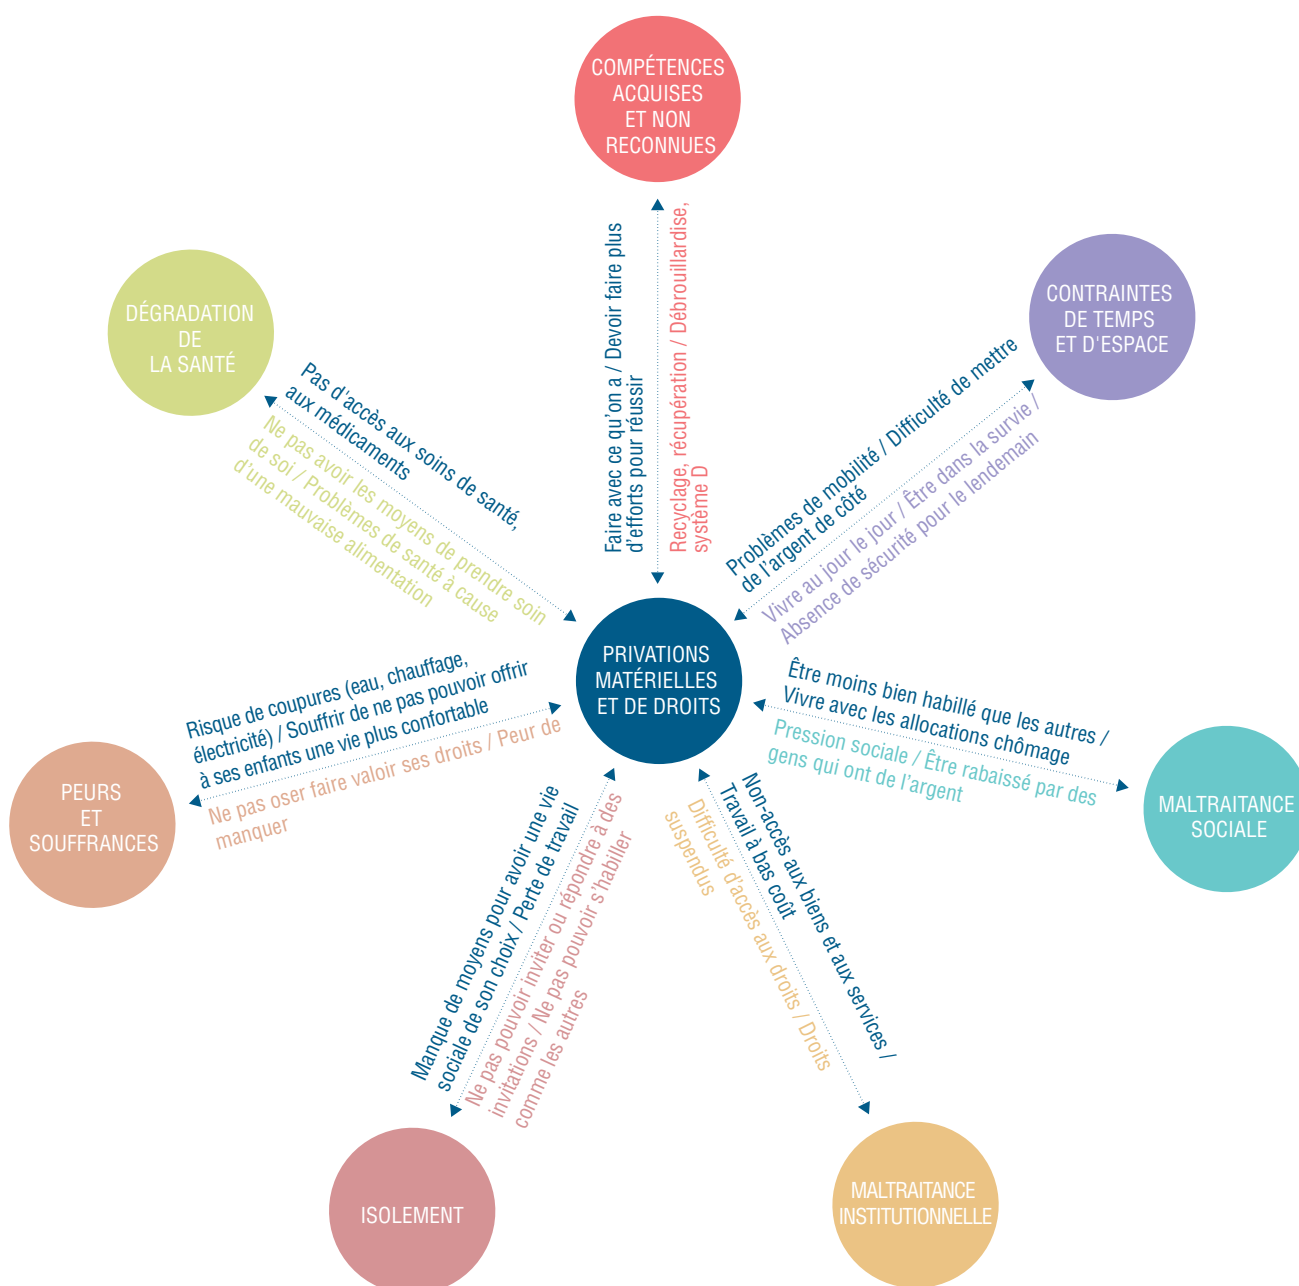 COMPÉTENCES
ACQUISES
ET NON
RECONNUES
Faire avec ce qu'on a / Devoir faire plus
d'efforts pour réussir
Recyclage, récupération / Débrouillardise,
système D
CONTRAINTES
DE TEMPS
ET D'ESPACE
Problèmes de mobilité / Difficulté de mettre
de l'argent de côté
Vivre au jour le jour / Être dans la survie /
Absence de sécurité pour le lendemain
DÉGRADATION
DE
LA SANTÉ
Pas d'accès aux soins de santé,
aux médicaments
Ne pas avoir les moyens de prendre soin
de soi / Problèmes de santé à cause
d'une mauvaise alimentation
PRIVATIONS
MATÉRIELLES
ET DE DROITS
Être moins bien habillé que les autres /
Vivre avec les allocations chômage
Pression sociale / Être rabaissé par des
gens qui ont de l'argent
MALTRAITANCE
SOCIALE
Risque de coupures (eau, chauffage,
électricité) / Souffrir de ne pas pouvoir offrir
à ses enfants une vie plus confortable
Ne pas oser faire valoir ses droits / Peur de
manquer
PEURS
ET
SOUFFRANCES
Manque de moyens pour avoir une vie
sociale de son choix / Perte de travail
Ne pas pouvoir inviter ou répondre à des
invitations / Ne pas pouvoir s'habiller
comme les autres
ISOLEMENT
Non-accès aux biens et aux services /
Travail à bas coût
Difficulté d'accès aux droits / Droits
suspendus
MALTRAITANCE
INSTITUTIONNELLE